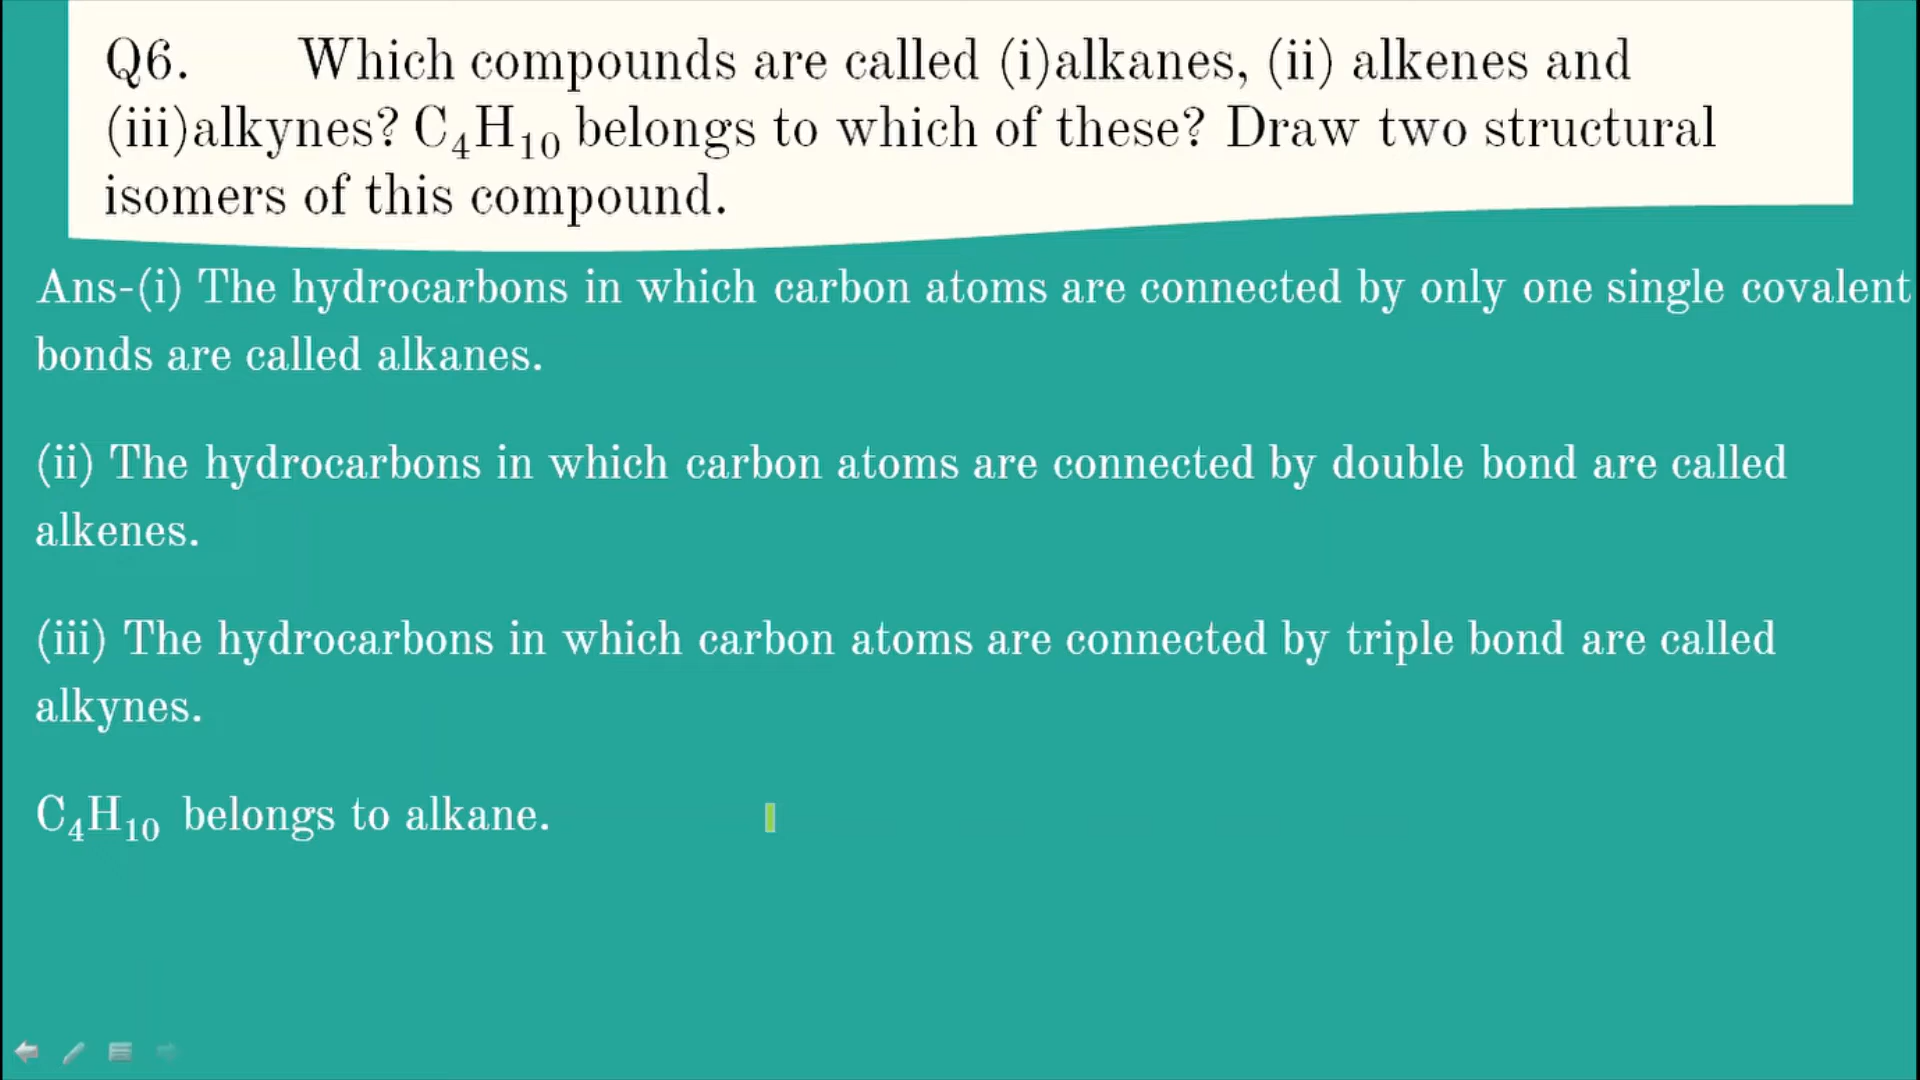 Q6. Which compounds are called (i)alkanes, (ii) alkenes and
(iii)alkynes? C₄H₁₀ belongs to which of these? Draw two structural
isomers of this compound.
Ans-(i) The hydrocarbons in which carbon atoms are connected by only one single covalent
bonds are called alkanes.
(ii) The hydrocarbons in which carbon atoms are connected by double bond are called
alkenes.
(iii) The hydrocarbons in which carbon atoms are connected by triple bond are called
alkynes.
C₄H₁₀ belongs to alkane.